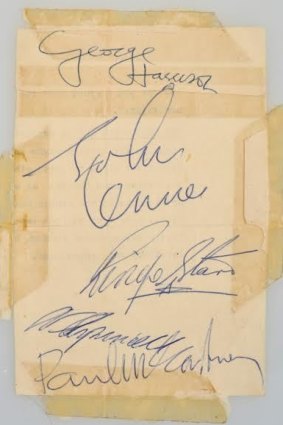 George
Harrison
John
Lennon
Ringo Starr
Paul McCartney